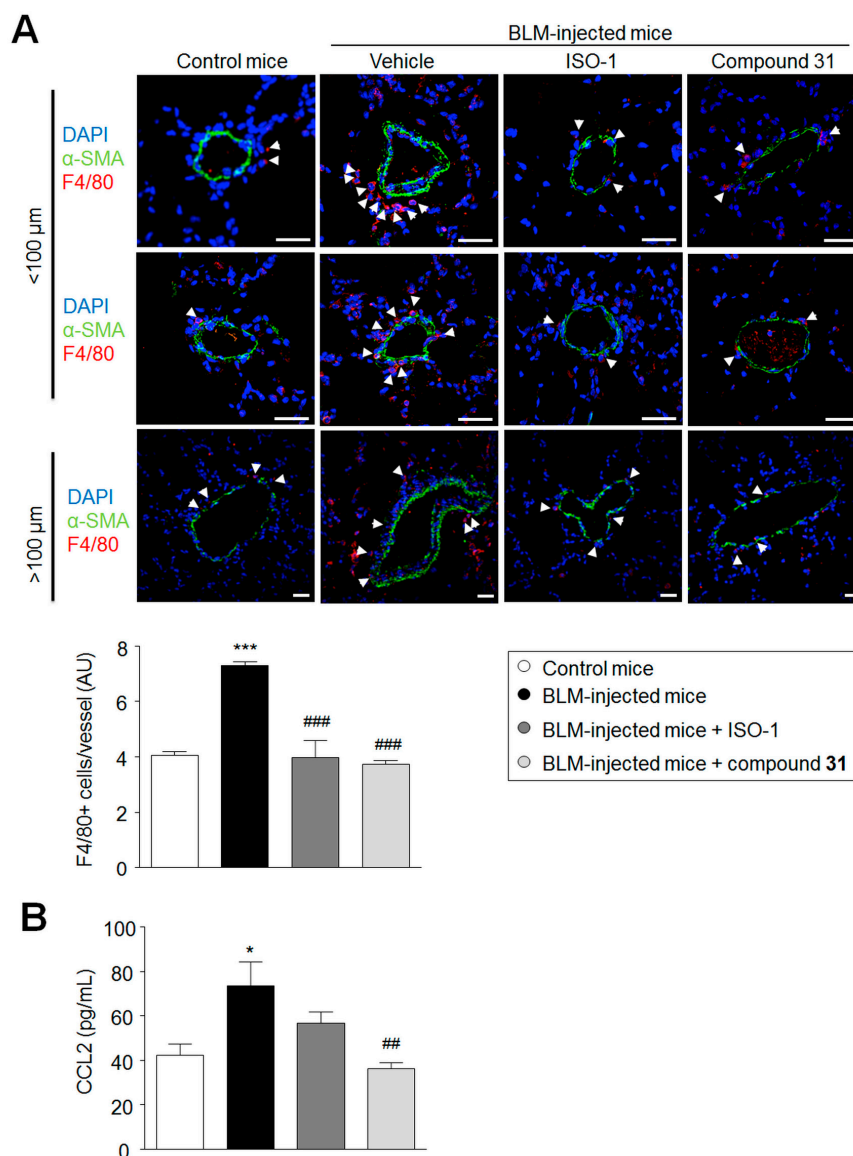 A
BLM-injected mice
Control mice Vehicle ISO-1 Compound 31
<100 µm
DAPI
α-SMA
F4/80
DAPI
α-SMA
F4/80
>100 µm
DAPI
α-SMA
F4/80
F4/80+ cells/vessel (AU)
8
6
4
2
0
***
###
###
Control mice
BLM-injected mice
BLM-injected mice + ISO-1
BLM-injected mice + compound 31
B
CCL2 (pg/mL)
100
80
60
40
20
0
*
##